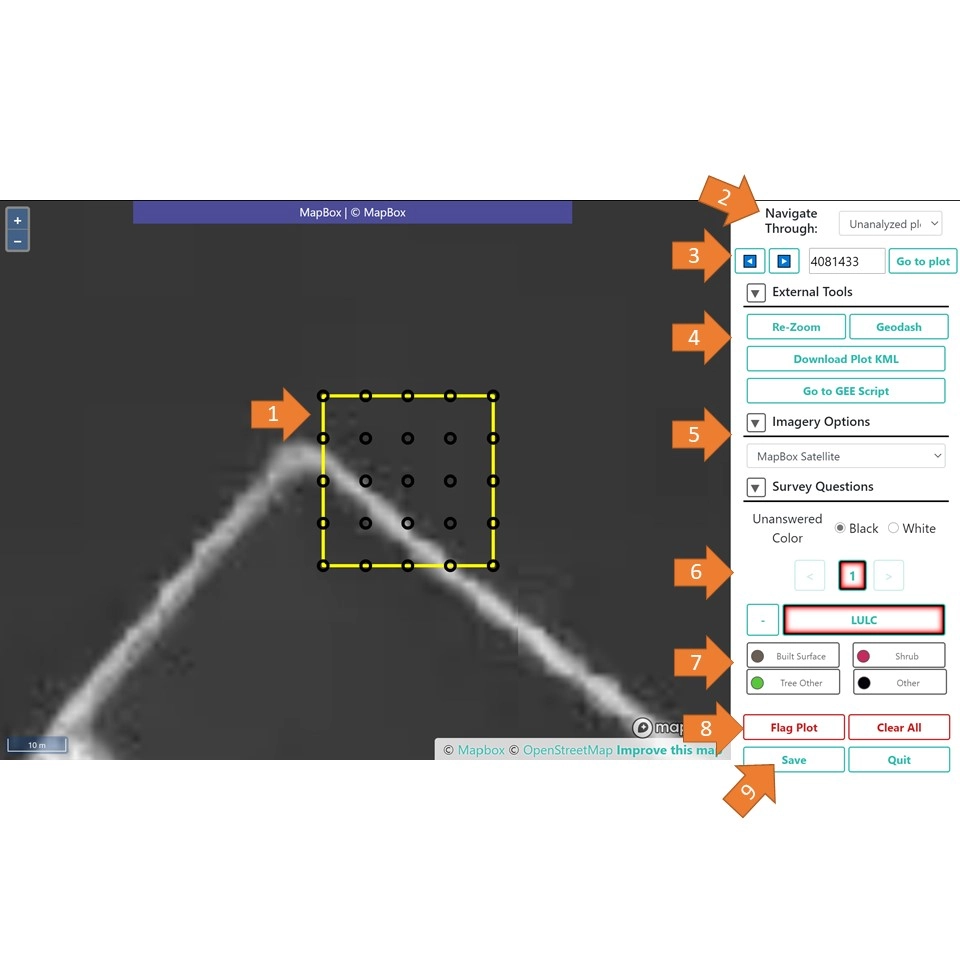 +
−
MapBox | © MapBox
2
Navigate
Through:
Unanalyzed pl
3
4081433
Go to plot
External Tools
4
Re-Zoom
Geodash
Download Plot KML
Go to GEE Script
1
5
Imagery Options
MapBox Satellite
Survey Questions
Unanswered
Color
Black
White
6
<
1
>
-
LULC
7
Built Surface
Shrub
Tree Other
Other
8
Flag Plot
Clear All
9
Save
Quit
10 m
map
© Mapbox © OpenStreetMap Improve this map